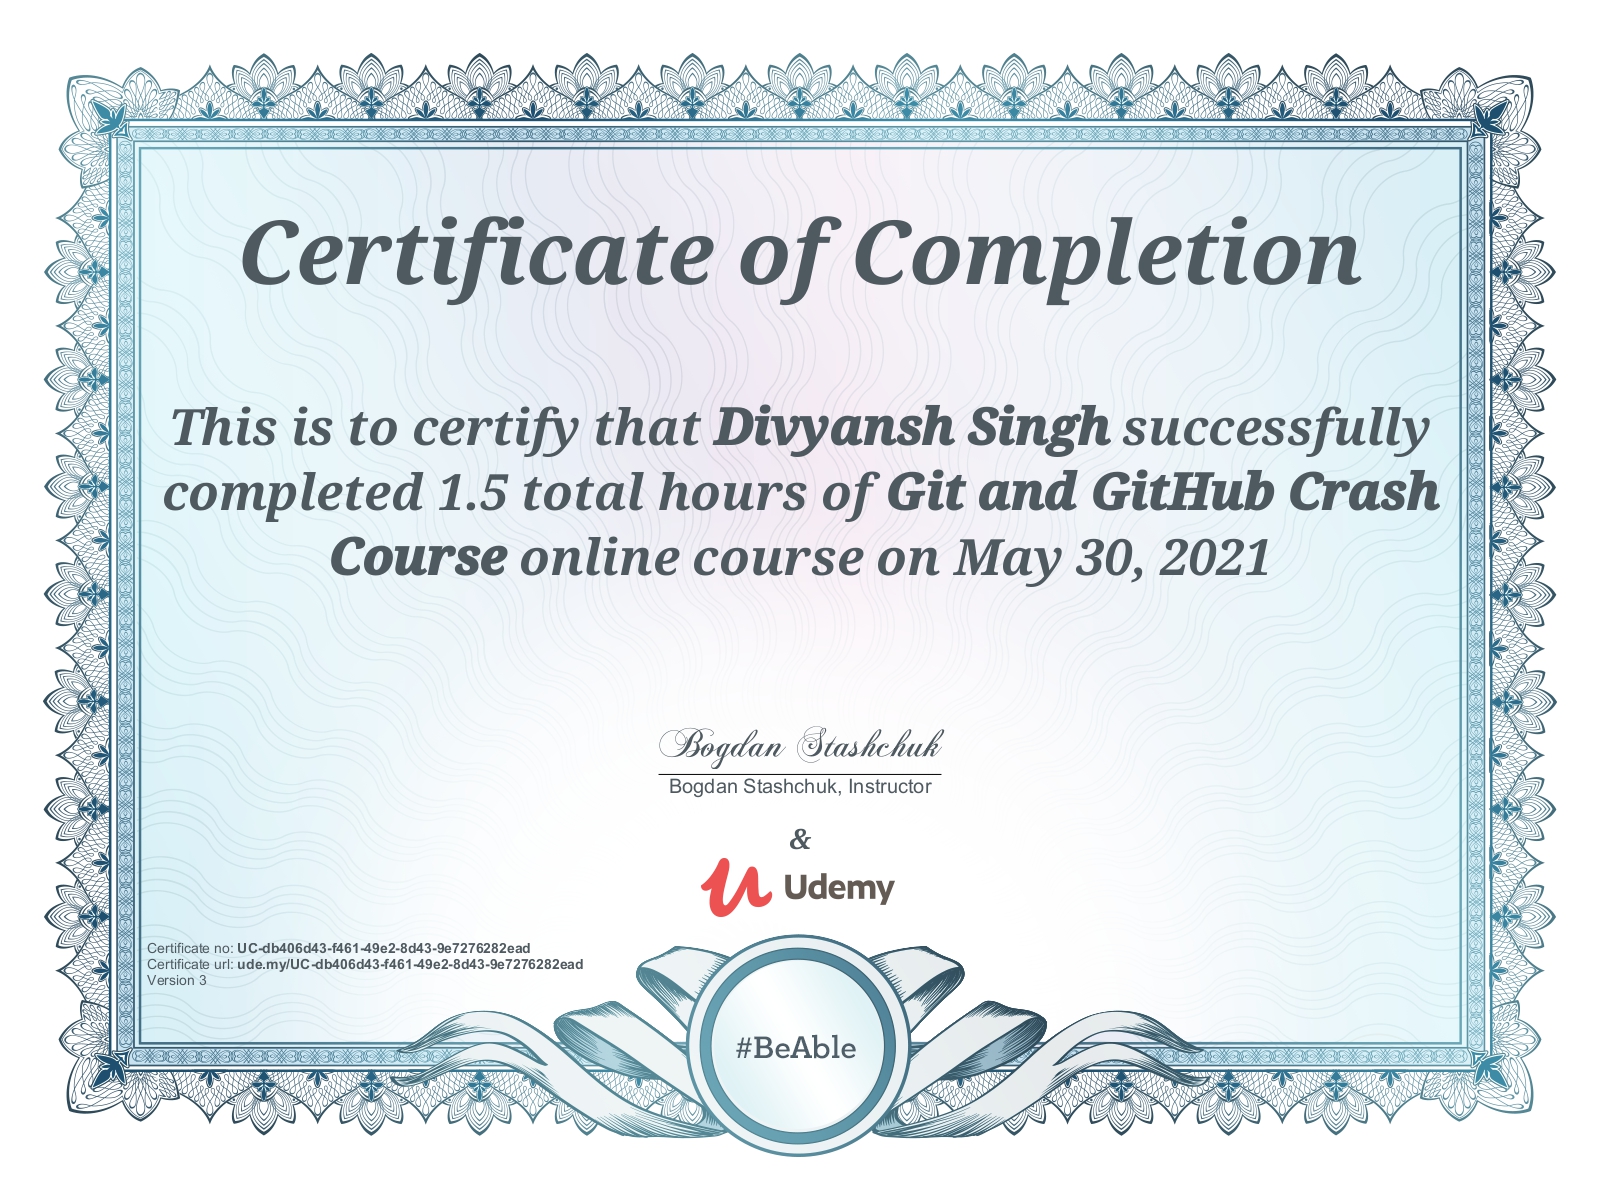 Certificate of Completion
This is to certify that Divyansh Singh successfully
completed 1.5 total hours of Git and GitHub Crash
Course online course on May 30, 2021
Bogdan Stashchuk
Bogdan Stashchuk, Instructor
&
Udemy
Certificate no: UC-db406d43-f461-49e2-8d43-9e7276282ead
Certificate url: ude.my/UC-db406d43-f461-49e2-8d43-9e7276282ead
Version 3
#BeAble